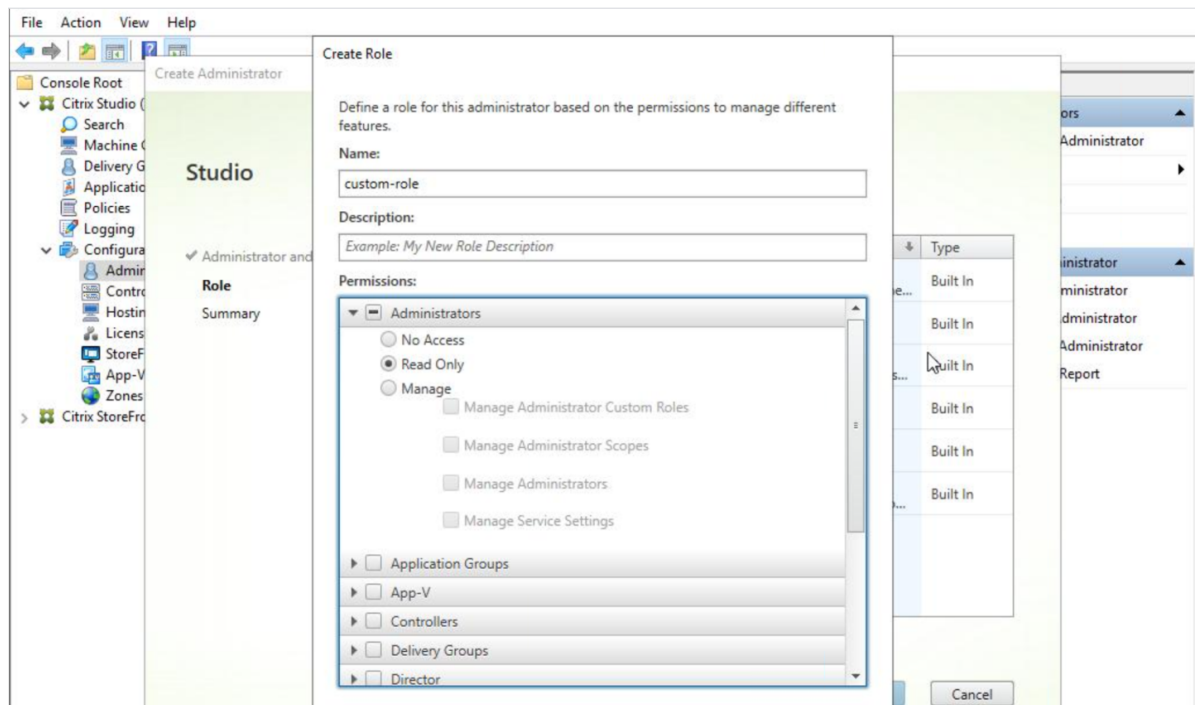 File Action View Help
Create Role
Console Root
Create Administrator
Citrix Studio (
Define a role for this administrator based on the permissions to manage different
features.
ors
Search
Machine
Administrator
Name:
Delivery G
Studio
custom-role
Applicatio
Policies
Description:
Logging
Example: My New Role Description
Type
Configura
Administrator and
Admin
Role
Permissions:
Built In
inistrator
Contro
e...
ministrator
Hostin
Summary
Administrators
Built In
dministrator
Licens
No Access
Administrator
StoreF
Read Only
Built In
App-V
s...
Report
Manage
Zones
Manage Administrator Custom Roles
Built In
Citrix StoreFro
Manage Administrator Scopes
Built In
Manage Administrators
Built In
Manage Service Settings
Application Groups
App-V
Controllers
Delivery Groups
Director
Cancel